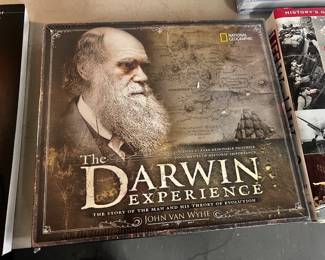 NATIONAL
GEOGRAPHIC
The
DARWIN
EXPERIENCE
THE STORY OF THE MAN AND HIS THEORY OF EVOLUTION
JOHN VAN WYHE
HISTORY'S